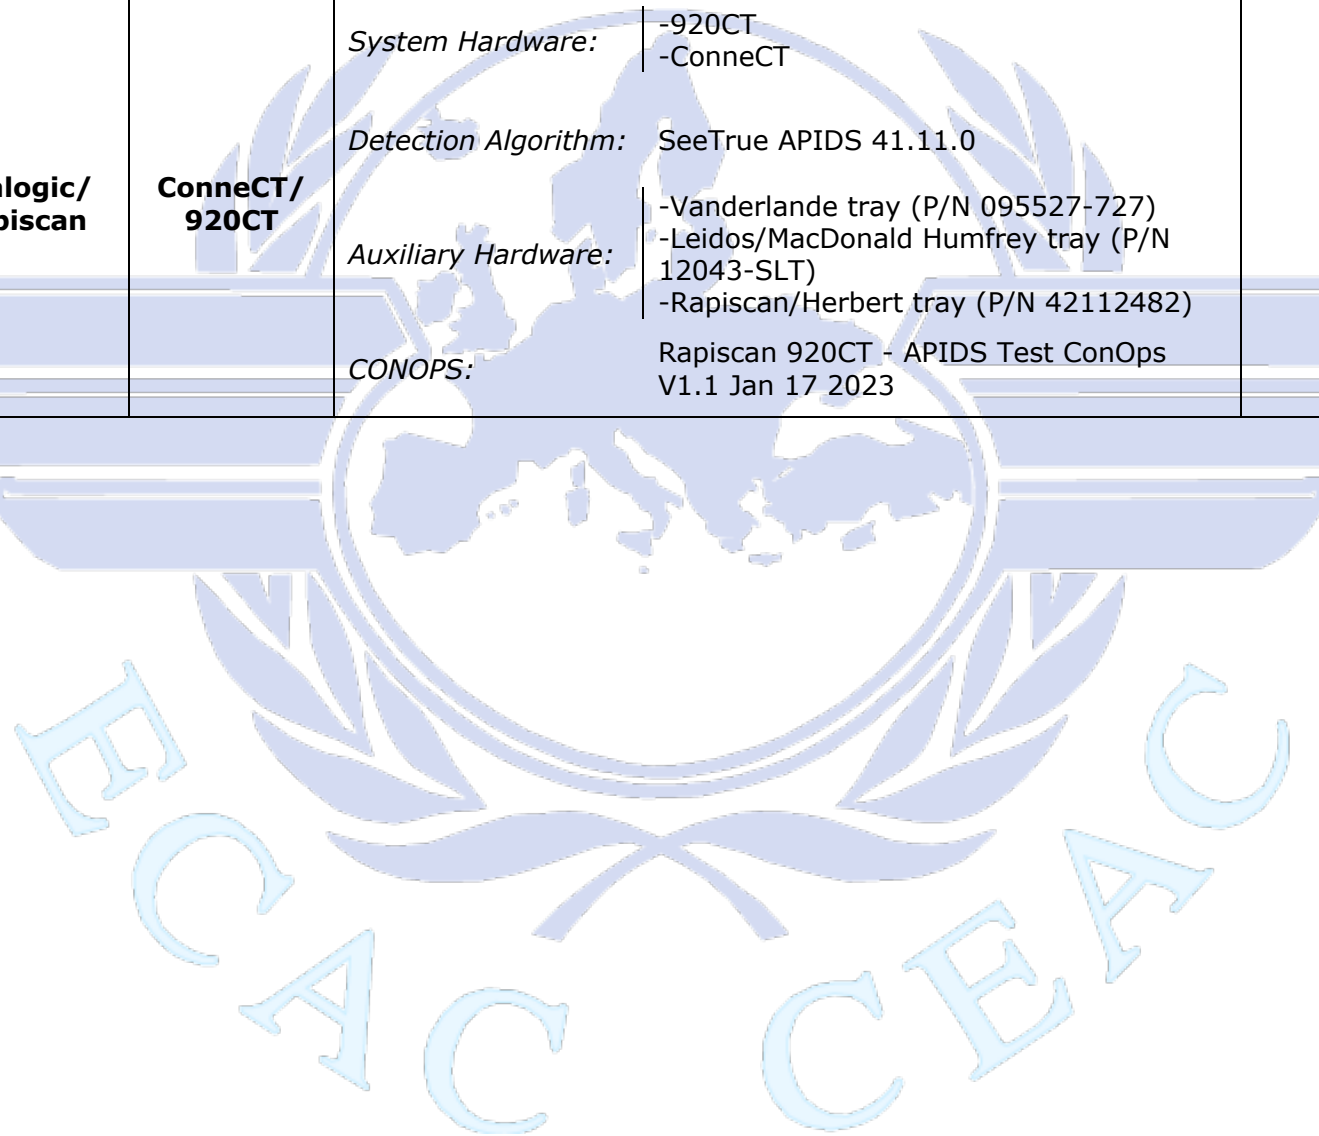 System Hardware:
-920CT
-ConneCT
Detection Algorithm:
SeeTrue APIDS 41.11.0
ConneCT/
920CT
Auxiliary Hardware:
-Vanderlande tray (P/N 095527-727)
-Leidos/MacDonald Humfrey tray (P/N
12043-SLT)
-Rapiscan/Herbert tray (P/N 42112482)
CONOPS:
Rapiscan 920CT - APIDS Test ConOps
V1.1 Jan 17 2023
ECAC CEAC